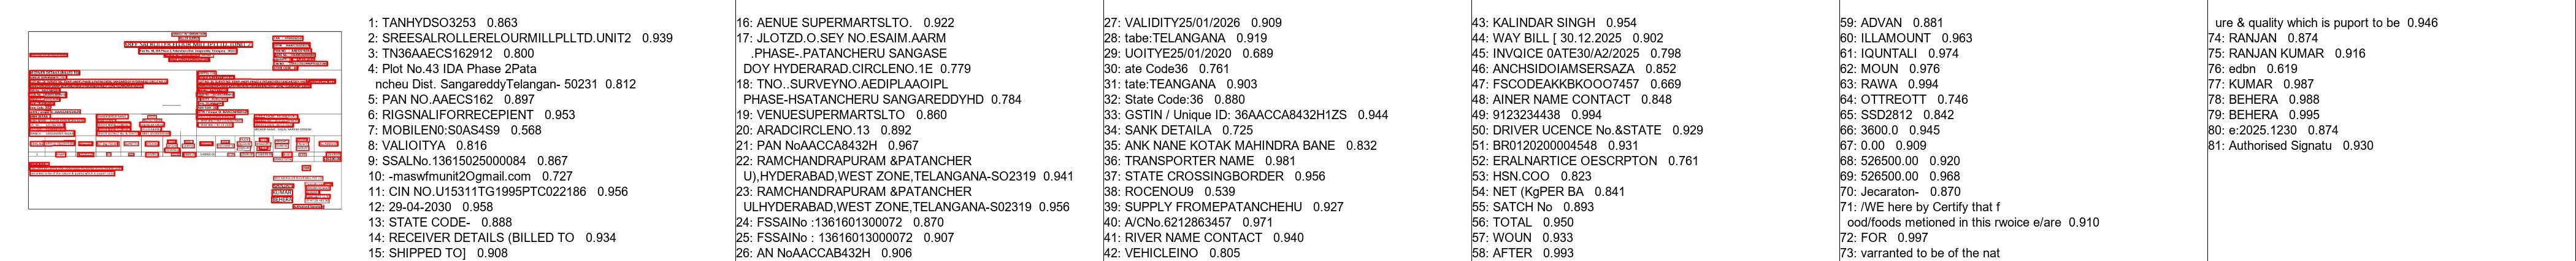 1: TANHYDSO3253 0.863
2: SREESALROLLERELOURMILLPLLTD.UNIT2 0.939
3: TN36AAECS162912 0.800
4: Plot No.43 IDA Phase 2Pata
ncheu Dist. SangareddyTelangan- 50231 0.812
5: PAN NO.AAECS162 0.897
6: RIGSNALIFORRECEPIENT 0.953
7: MOBILEN0:S0AS4S9 0.568
8: VALIOITYA 0.816
9: SSALNo.13615025000084 0.867
10: -maswfmunit2Ogmail.com 0.727
11: CIN NO.U15311TG1995PTC022186 0.956
12: 29-04-2030 0.958
13: STATE CODE- 0.888
14: RECEIVER DETAILS (BILLED TO 0.934
15: SHIPPED TO] 0.908
16: AENUE SUPERMARTSLTO. 0.922
17: JLOTZD.O.SEY NO.ESAIM.AARM
.PHASE-.PATANCHERU SANGASE
DOY HYDERARAD.CIRCLENO.1E 0.779
18: TNO..SURVEYNO.AEDIPLAAOIPL
PHASE-HSATANCHERU SANGAREDDYHD 0.784
19: VENUESUPERMARTSLTO 0.860
20: ARADCIRCLENO.13 0.892
21: PAN NoAACCA8432H 0.967
22: RAMCHANDRAPURAM &PATANCHER
U),HYDERABAD,WEST ZONE,TELANGANA-SO2319 0.941
23: RAMCHANDRAPURAM &PATANCHER
ULHYDERABAD,WEST ZONE,TELANGANA-S02319 0.956
24: FSSAINo :1361601300072 0.870
25: FSSAINo : 13616013000072 0.907
26: AN NoAACCAB432H 0.906
27: VALIDITY25/01/2026 0.909
28: tabe:TELANGANA 0.919
29: UOITYE25/01/2020 0.689
30: ate Code36 0.761
31: tate:TEANGANA 0.903
32: State Code:36 0.880
33: GSTIN / Unique ID: 36AACCA8432H1ZS 0.944
34: SANK DETAILA 0.725
35: ANK NANE KOTAK MAHINDRA BANE 0.832
36: TRANSPORTER NAME 0.981
37: STATE CROSSINGBORDER 0.956
38: ROCENOU9 0.539
39: SUPPLY FROMEPATANCHEHU 0.927
40: A/CNo.6212863457 0.971
41: RIVER NAME CONTACT 0.940
42: VEHICLEINO 0.805
43: KALINDAR SINGH 0.954
44: WAY BILL [ 30.12.2025 0.902
45: INVQICE 0ATE30/A2/2025 0.798
46: ANCHSIDOIAMSERSAZA 0.852
47: FSCODEAKKBKOOO7457 0.669
48: AINER NAME CONTACT 0.848
49: 9123234438 0.994
50: DRIVER UCENCE No.&STATE 0.929
51: BR0120200004548 0.931
52: ERALNARTICE OESCRPTON 0.761
53: HSN.COO 0.823
54: NET (KgPER BA 0.841
55: SATCH No 0.893
56: TOTAL 0.950
57: WOUN 0.933
58: AFTER 0.993
59: ADVAN 0.881
60: ILLAMOUNT 0.963
61: IQUNTALI 0.974
62: MOUN 0.976
63: RAWA 0.994
64: OTTREOTT 0.746
65: SSD2812 0.842
66: 3600.0 0.945
67: 0.00 0.909
68: 526500.00 0.920
69: 526500.00 0.968
70: Jecaraton- 0.870
71: /WE here by Certify that f
ood/foods metioned in this rwoice e/are 0.910
72: FOR 0.997
73: varranted to be of the nat
ure & quality which is puport to be 0.946
74: RANJAN 0.874
75: RANJAN KUMAR 0.916
76: edbn 0.619
77: KUMAR 0.987
78: BEHERA 0.988
79: BEHERA 0.995
80: e:2025.1230 0.874
81: Authorised Signatu 0.930